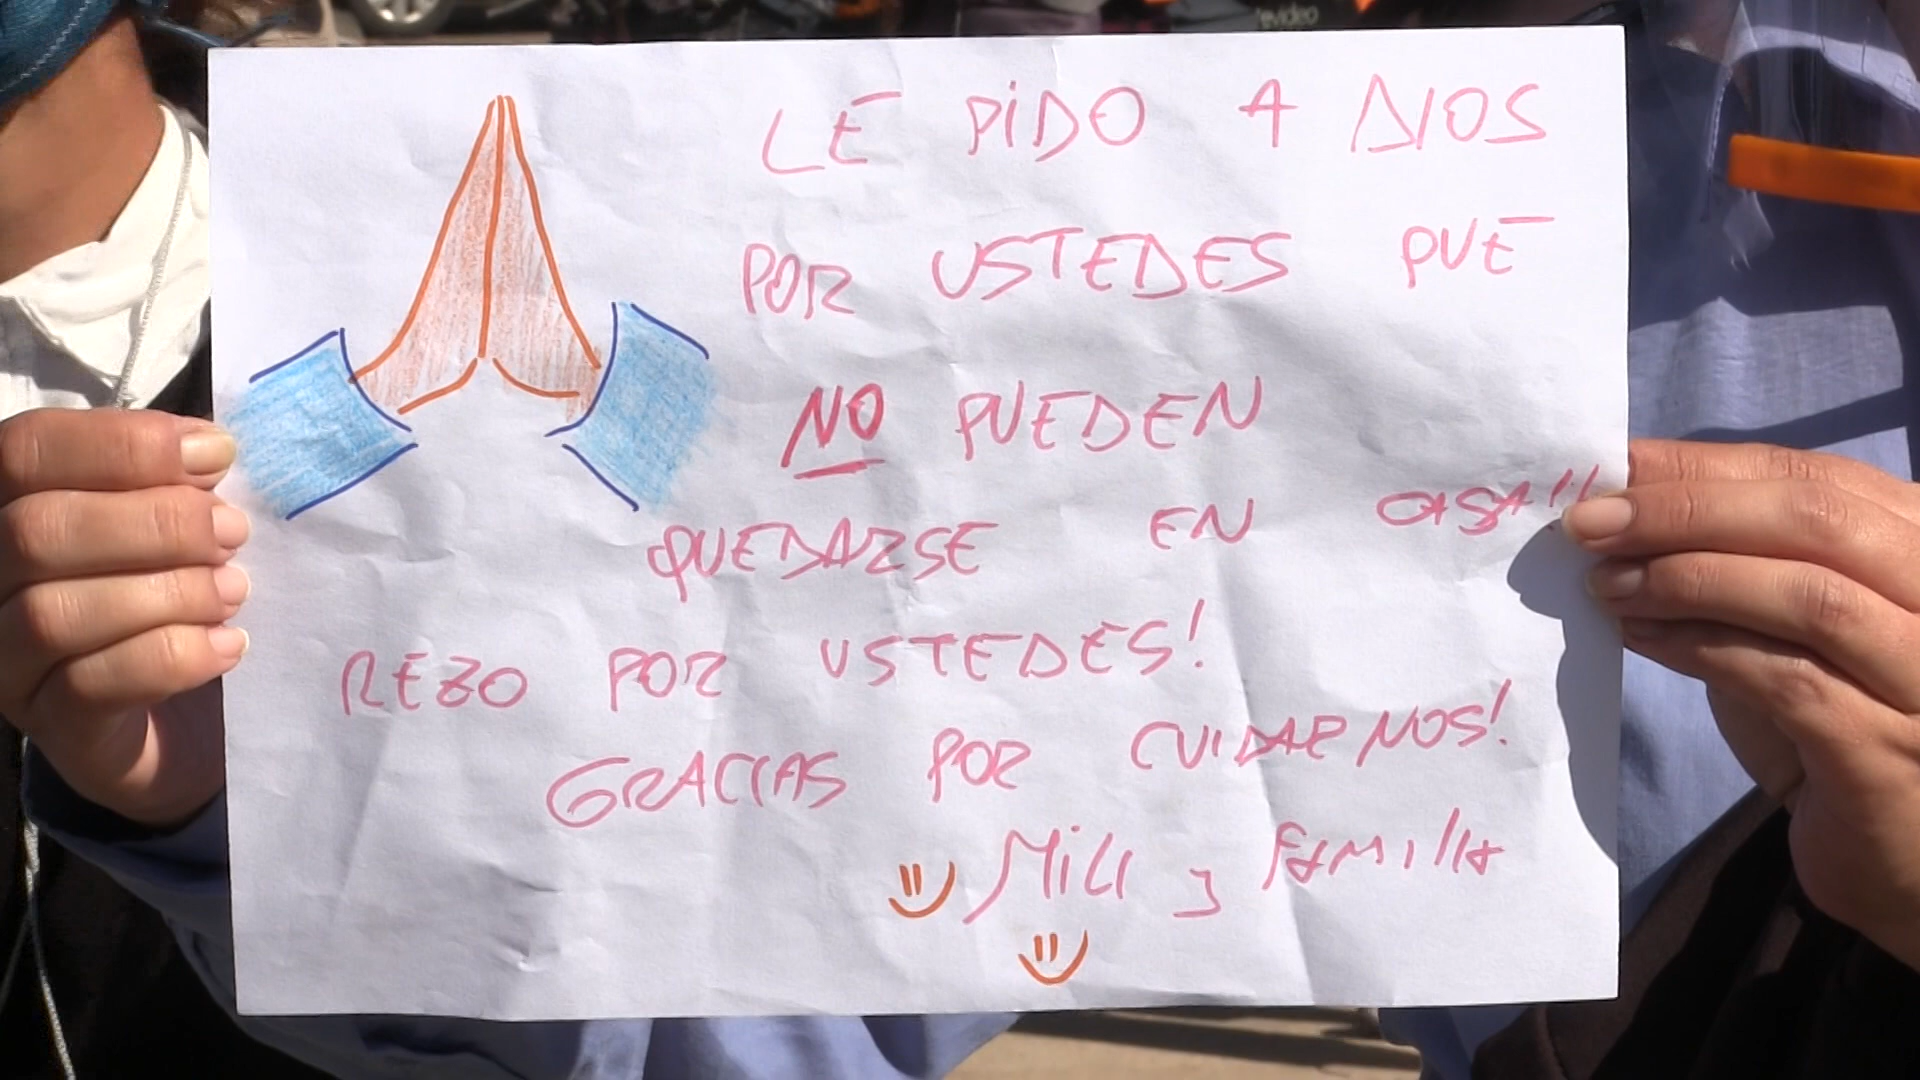 evideo
LE PIDO A DIOS
POR USTEDES QUE
NO PUEDEN
QUEDARSE EN CASA!!!
REZO POR USTEDES!
GRACIAS POR CUIDARNOS!
MILI y FAMILIA